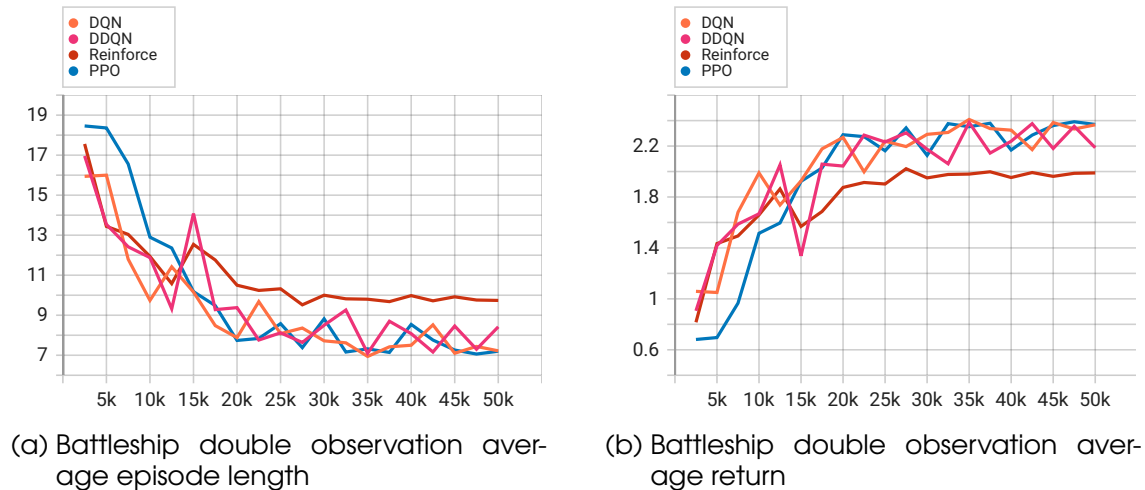 DQN
DDQN
Reinforce
PPO
19
17
15
13
11
9
7
5k 10k 15k 20k 25k 30k 35k 40k 45k 50k
(a) Battleship double observation aver-
age episode length
DQN
DDQN
Reinforce
PPO
2.2
1.8
1.4
1
0.6
5k 10k 15k 20k 25k 30k 35k 40k 45k 50k
(b) Battleship double observation aver-
age return